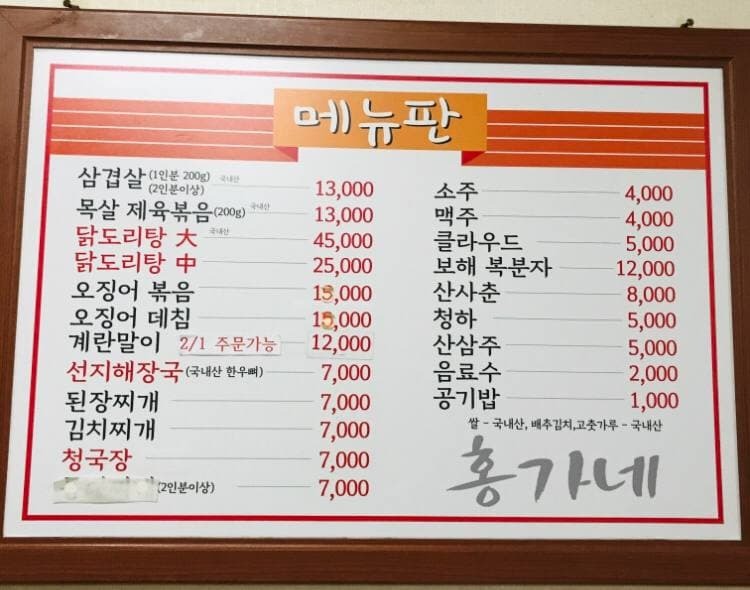 메뉴판
삼겹살 (1인분 200g) (2인분이상) 국내산 13,000
목살 제육볶음(200g) 국내산 13,000
닭도리탕 大 국내산 45,000
닭도리탕 中 25,000
오징어 볶음 15,000
오징어 데침 15,000
계란말이 2/1 주문가능 12,000
선지해장국(국내산 한우뼈) 7,000
된장찌개 7,000
김치찌개 7,000
청국장 7,000
(2인분이상) 7,000
소주 4,000
맥주 4,000
클라우드 5,000
보해 복분자 12,000
산사춘 8,000
청하 5,000
산삼주 5,000
음료수 2,000
공기밥 1,000
쌀 - 국내산, 배추김치,고춧가루 - 국내산
홍가네